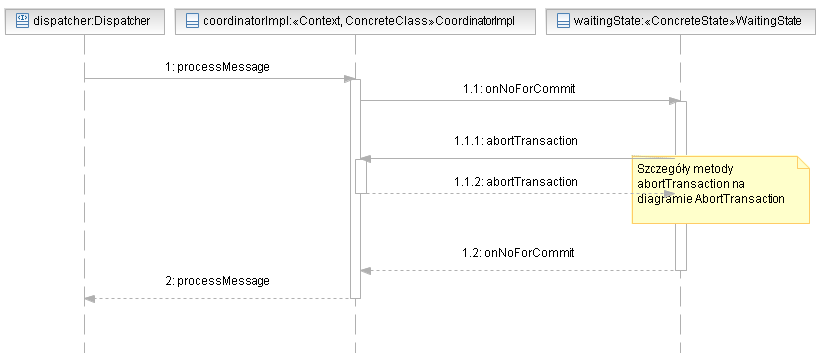 dispatcher:Dispatcher
coordinatorImpl:«Context, ConcreteClass»CoordinatorImpl
waitingState:«ConcreteState»WaitingState
1: processMessage
1.1: onNoForCommit
1.1.1: abortTransaction
Szczegóły metody
abortTransaction na
diagramie AbortTransaction
1.1.2: abortTransaction
1.2: onNoForCommit
2: processMessage